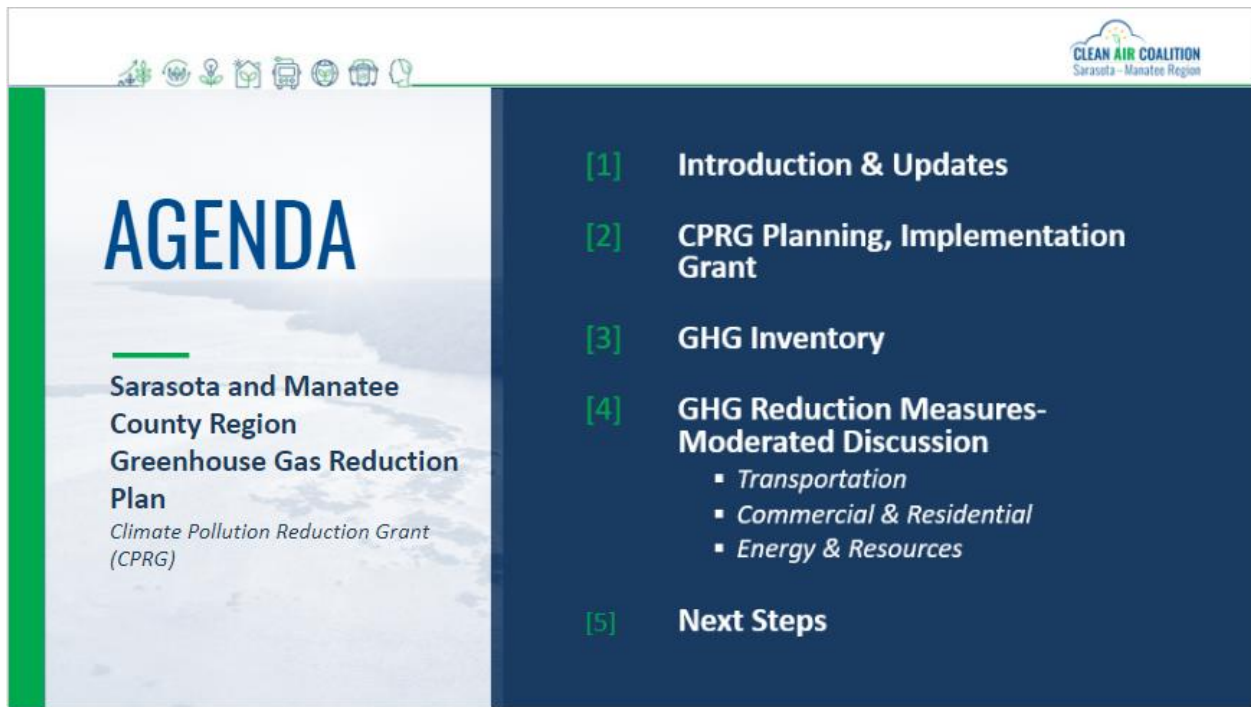 CLEAN AIR COALITION
Sarasota - Manatee Region
AGENDA
Sarasota and Manatee
County Region
Greenhouse Gas Reduction
Plan
Climate Pollution Reduction Grant
(CPRG)
[1] Introduction & Updates
[2] CPRG Planning, Implementation
Grant
[3] GHG Inventory
[4] GHG Reduction Measures-
Moderated Discussion
▪ Transportation
▪ Commercial & Residential
▪ Energy & Resources
[5] Next Steps